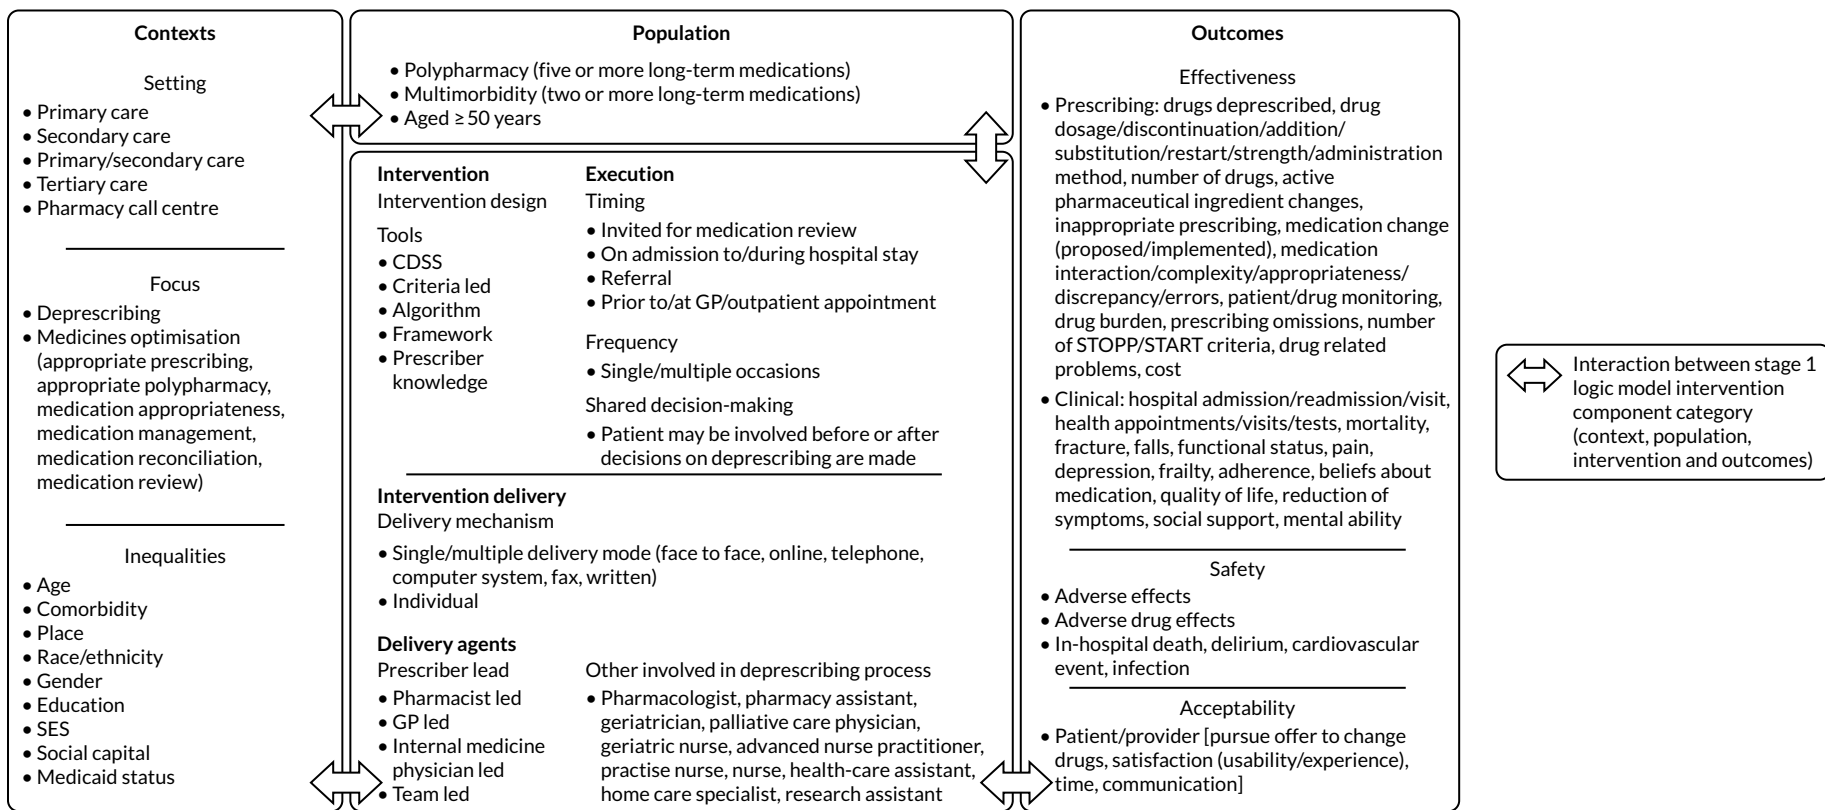 Contexts
Setting
• Primary care
• Secondary care
• Primary/secondary care
• Tertiary care
• Pharmacy call centre
Focus
• Deprescribing
• Medicines optimisation
(appropriate prescribing,
appropriate polypharmacy,
medication appropriateness,
medication management,
medication reconciliation,
medication review)
Inequalities
• Age
• Comorbidity
• Place
• Race/ethnicity
• Gender
• Education
• SES
• Social capital
• Medicaid status
Population
• Polypharmacy (five or more long-term medications)
• Multimorbidity (two or more long-term medications)
• Aged ≥ 50 years
Intervention
Intervention design
Tools
• CDSS
• Criteria led
• Algorithm
• Framework
• Prescriber
knowledge
Execution
Timing
• Invited for medication review
• On admission to/during hospital stay
• Referral
• Prior to/at GP/outpatient appointment
Frequency
• Single/multiple occasions
Shared decision-making
• Patient may be involved before or after
decisions on deprescribing are made
Intervention delivery
Delivery mechanism
• Single/multiple delivery mode (face to face, online, telephone,
computer system, fax, written)
• Individual
Delivery agents
Prescriber lead
• Pharmacist led
• GP led
• Internal medicine
physician led
• Team led
Other involved in deprescribing process
• Pharmacologist, pharmacy assistant,
geriatrician, palliative care physician,
geriatric nurse, advanced nurse practitioner,
practise nurse, nurse, health-care assistant,
home care specialist, research assistant
Outcomes
Effectiveness
• Prescribing: drugs deprescribed, drug
dosage/discontinuation/addition/
substitution/restart/strength/administration
method, number of drugs, active
pharmaceutical ingredient changes,
inappropriate prescribing, medication change
(proposed/implemented), medication
interaction/complexity/appropriateness/
discrepancy/errors, patient/drug monitoring,
drug burden, prescribing omissions, number
of STOPP/START criteria, drug related
problems, cost
• Clinical: hospital admission/readmission/visit,
health appointments/visits/tests, mortality,
fracture, falls, functional status, pain,
depression, frailty, adherence, beliefs about
medication, quality of life, reduction of
symptoms, social support, mental ability
Safety
• Adverse effects
• Adverse drug effects
• In-hospital death, delirium, cardiovascular
event, infection
Acceptability
• Patient/provider [pursue offer to change
drugs, satisfaction (usability/experience),
time, communication]
Interaction between stage 1
logic model intervention
component category
(context, population,
intervention and outcomes)